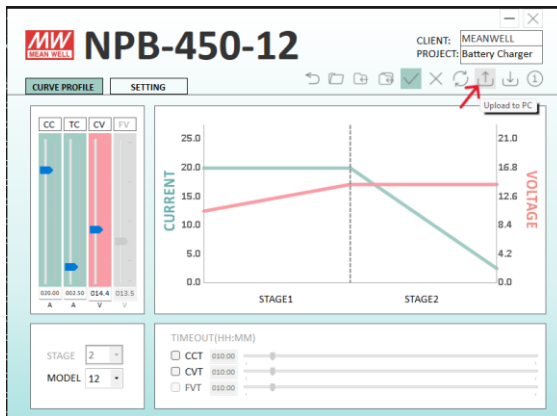 MW
MEAN WELL
NPB-450-12
CLIENT: MEANWELL
PROJECT: Battery Charger
CURVE PROFILE
SETTING
Upload to PC
CC TC CV FV
020.00 002.50 014.4 013.5
A A V V
CURRENT
25.0
20.0
15.0
10.0
5.0
0.0
STAGE1
STAGE2
21.0
16.8
12.6
8.4
4.2
0.0
VOLTAGE
STAGE 2
MODEL 12
TIMEOUT(HH:MM)
CCT 010:00
CVT 010:00
FVT 010:00